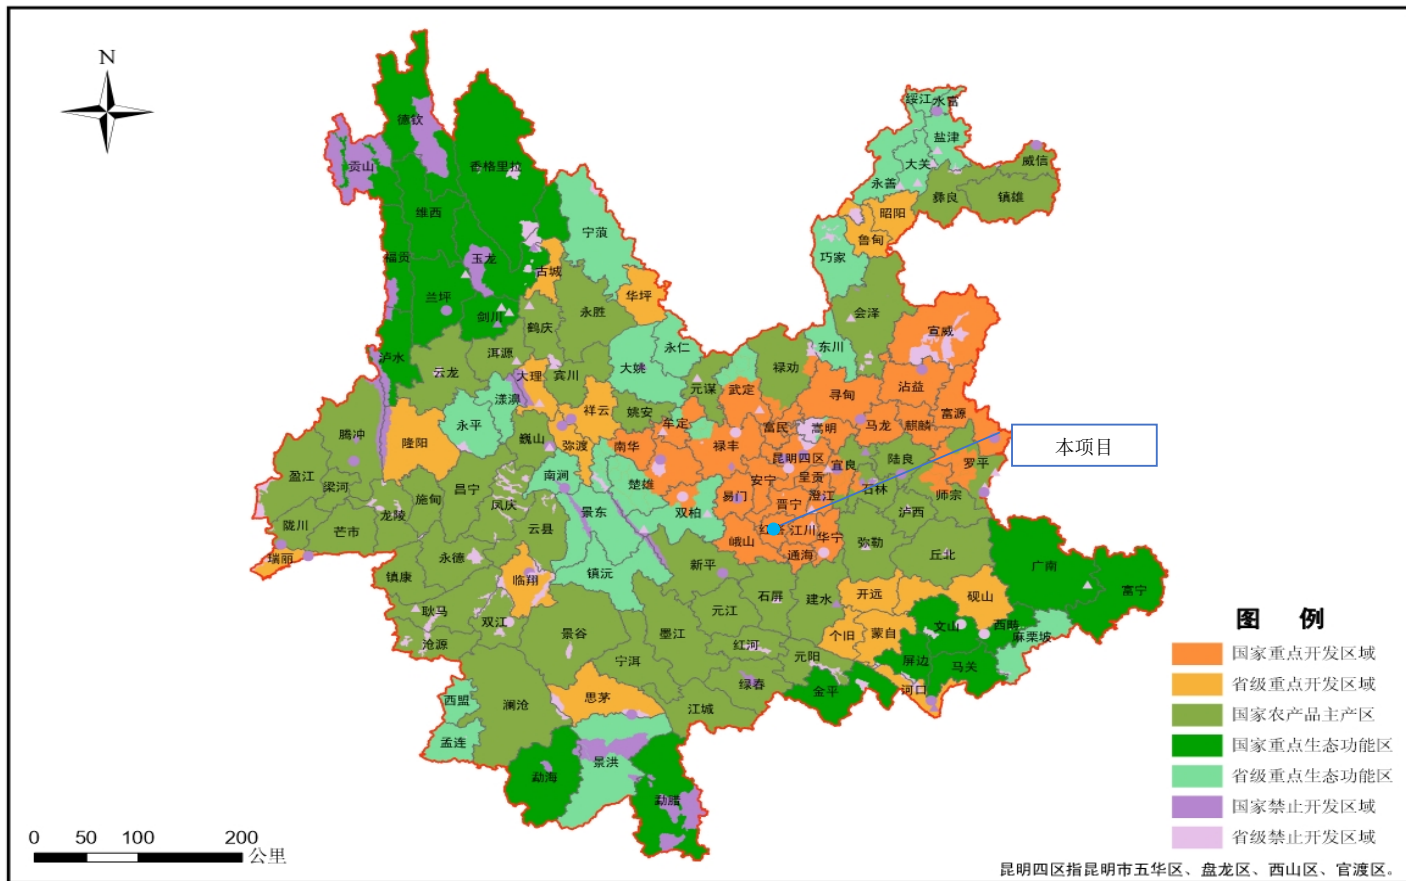 N
德钦
贡山
香格里拉
维西
福贡
玉龙
兰坪
剑川
泸水
宁蒗
古城
华坪
永胜
鹤庆
洱源
云龙
大理
宾川
漾濞
永平
隆阳
腾冲
盈江
梁河
陇川
芒市
瑞丽
龙陵
施甸
昌宁
巍山
弥渡
祥云
大姚
永仁
元谋
武定
禄劝
姚安
牟定
南华
禄丰
楚雄
双柏
南涧
景东
凤庆
云县
永德
镇康
临翔
镇沅
耿马
双江
沧源
景谷
宁洱
墨江
思茅
澜沧
西盟
孟连
勐海
景洪
勐腊
江城
绥江
水富
盐津
大关
永善
威信
彝良
镇雄
昭阳
鲁甸
巧家
会泽
宣威
东川
寻甸
沾益
富源
马龙
麒麟
富民
嵩明
昆明四区
宜良
呈贡
安宁
陆良
罗平
师宗
石林
易门
晋宁
澄江
江川
华宁
峨山
通海
泸西
弥勒
丘北
新平
元江
石屏
建水
开远
砚山
广南
富宁
个旧
蒙自
文山
西畴
麻栗坡
马关
屏边
河口
红河
元阳
绿春
金平
本项目
图 例
国家重点开发区域
省级重点开发区域
国家农产品主产区
国家重点生态功能区
省级重点生态功能区
国家禁止开发区域
省级禁止开发区域
0 50 100 200
公里
昆明四区指昆明市五华区、盘龙区、西山区、官渡区。